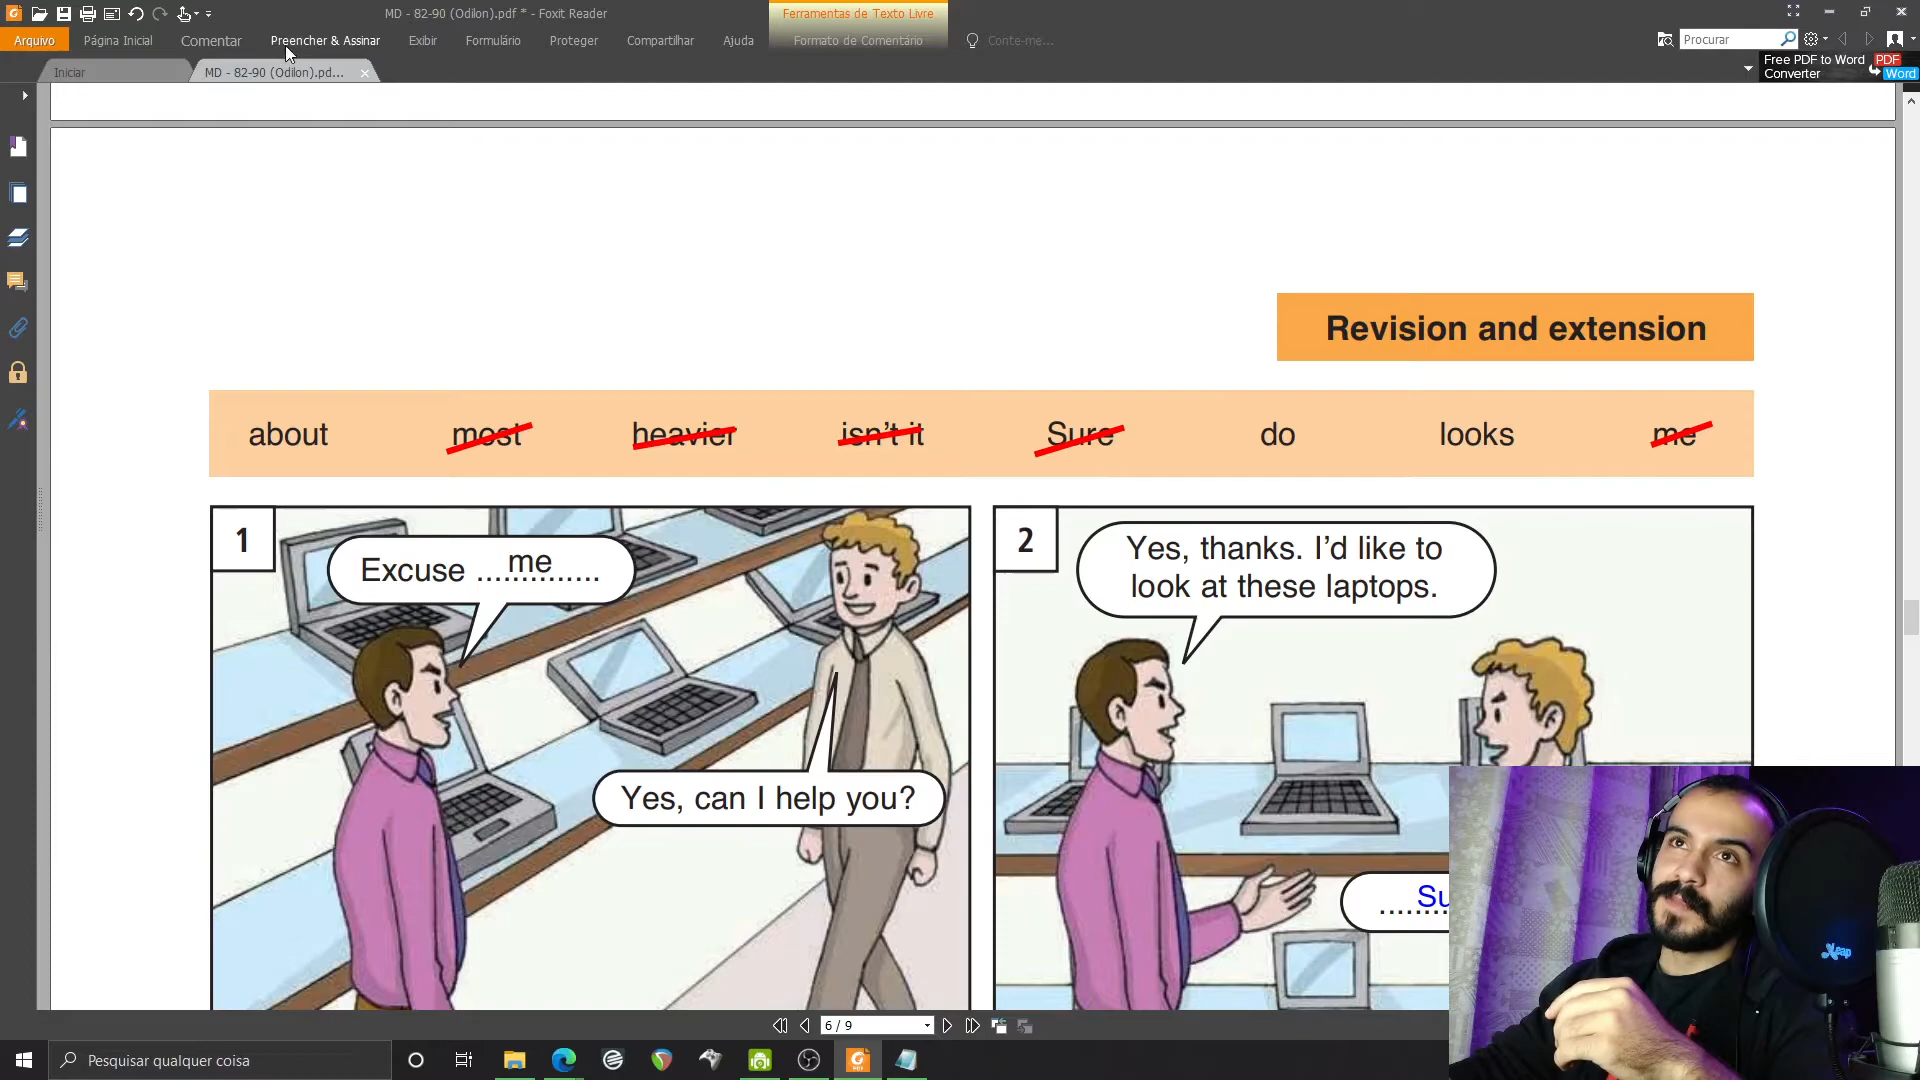 MD - 82-90 (Odilon).pdf * - Foxit Reader
Ferramentas de Texto Livre
Arquivo
Página Inicial
Comentar
Preencher & Assinar
Exibir
Formulário
Proteger
Compartilhar
Ajuda
Formato de Comentário
Conte-me...
Procurar
Iniciar
MD - 82-90 (Odilon).pd...
Free PDF to Word
Converter
PDF
Word
Revision and extension
about most heavier isn't it Sure do looks me
1
Excuse ....me....
Yes, can I help you?
2
Yes, thanks. I'd like to
look at these laptops.
Su
6 / 9
Pesquisar qualquer coisa